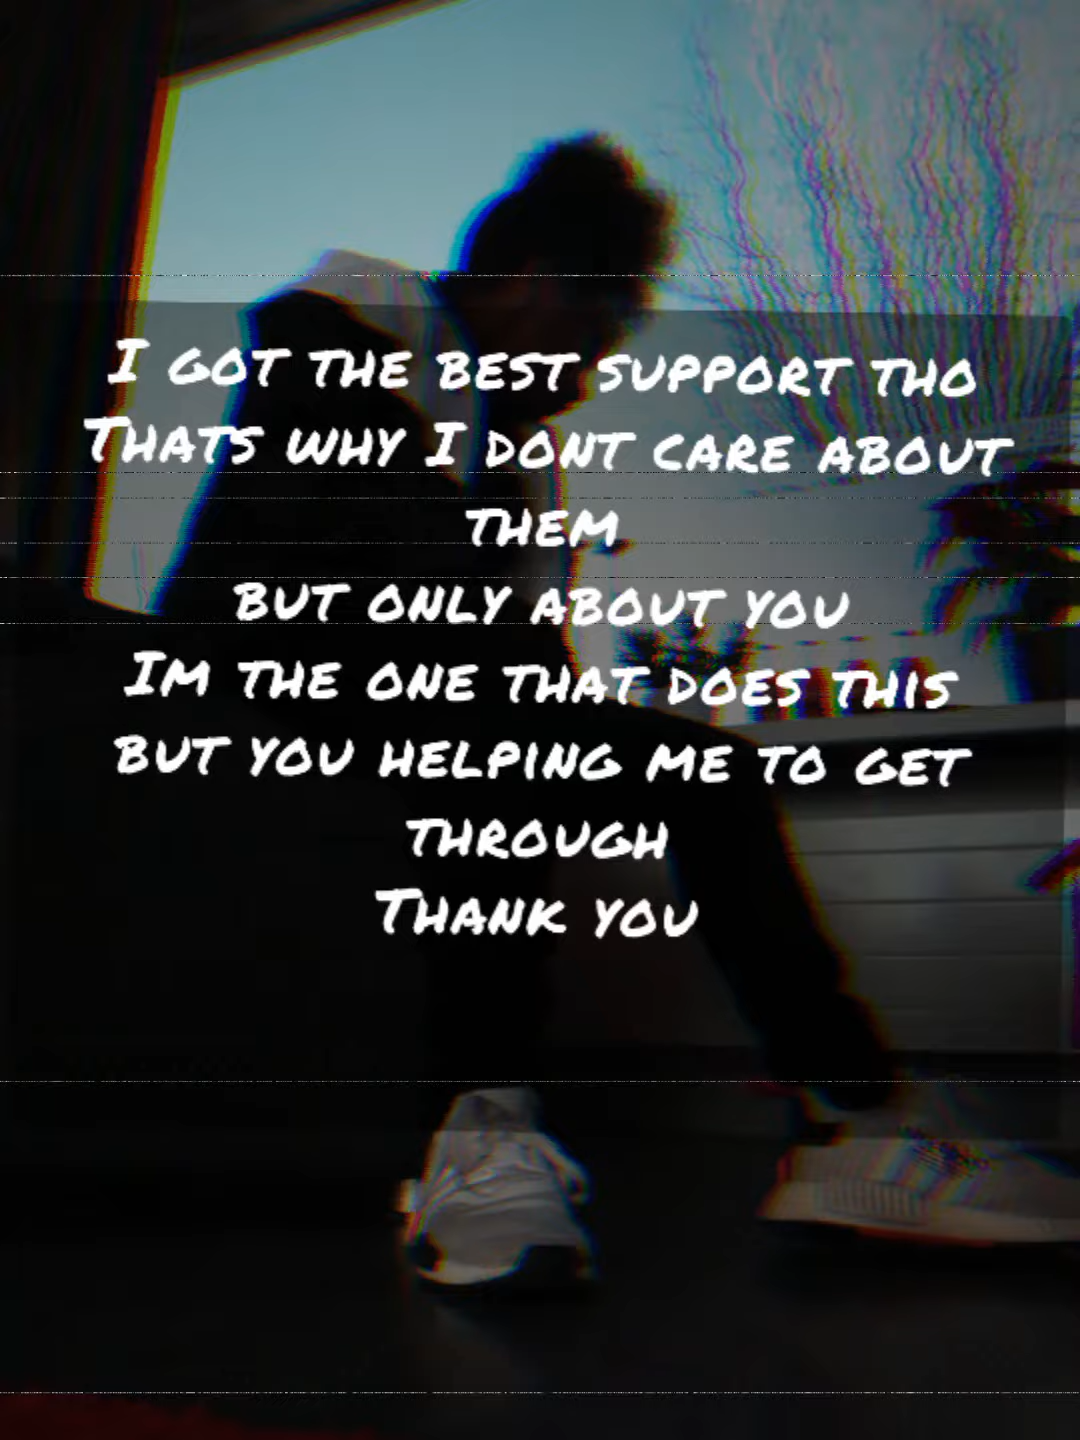 I GOT THE BEST SUPPORT THO
THATS WHY I DONT CARE ABOUT
THEM
BUT ONLY ABOUT YOU
IM THE ONE THAT DOES THIS
BUT YOU HELPING ME TO GET
THROUGH
THANK YOU